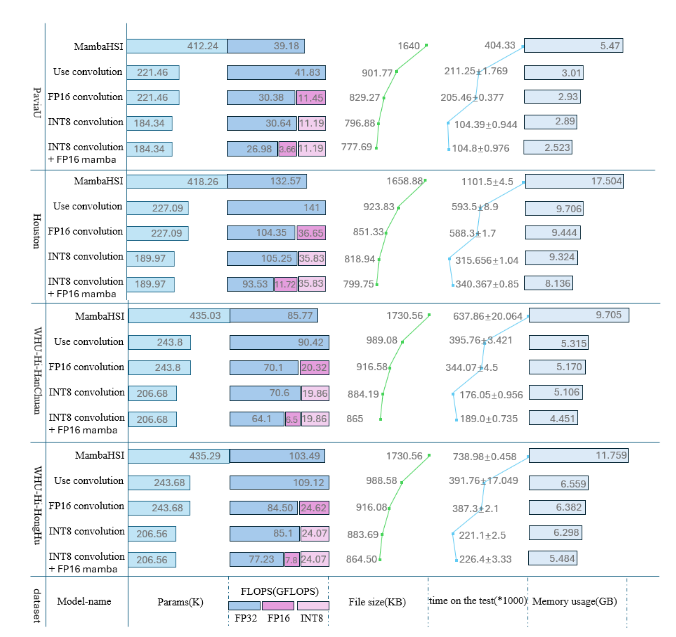 PaviaU
MambaHSI 412.24 39.18 1640 404.33 5.47
Use convolution 221.46 41.83 901.77 211.25±1.769 3.01
FP16 convolution 221.46 30.38 11.45 829.27 205.46±0.377 2.93
INT8 convolution 184.34 30.64 11.19 796.88 104.39±0.944 2.89
INT8 convolution 184.34 26.98 3.66 11.19 777.69 104.8±0.976 2.523
+ FP16 mamba
Houston
MambaHSI 418.26 132.57 1658.88 1101.5±4.5 17.504
Use convolution 227.09 141 923.83 593.5±8.9 9.706
FP16 convolution 227.09 104.35 36.65 851.33 588.3±1.7 9.444
INT8 convolution 189.97 105.25 35.83 818.94 315.656±1.04 9.324
INT8 convolution 189.97 93.53 11.72 35.83 799.75 340.367±0.85 8.136
+ FP16 mamba
WHU-Hi-HanChuan
MambaHSI 435.03 85.77 1730.56 637.86±20.064 9.705
Use convolution 243.8 90.42 989.08 395.76±3.421 5.315
FP16 convolution 243.8 70.1 20.32 916.58 344.07±4.5 5.170
INT8 convolution 206.68 70.6 19.86 884.19 176.05±0.956 5.106
INT8 convolution 206.68 64.1 6.5 19.86 865 189.0±0.735 4.451
+ FP16 mamba
WHU-Hi-HongHu
MambaHSI 435.29 103.49 1730.56 738.98±0.458 11.759
Use convolution 243.68 109.12 988.58 391.76±17.049 6.559
FP16 convolution 243.68 84.50 24.62 916.08 387.3±2.1 6.382
INT8 convolution 206.56 85.1 24.07 883.69 221.1±2.5 6.298
INT8 convolution 206.56 77.23 7.8 24.07 864.50 226.4±3.33 5.484
+ FP16 mamba
dataset Model-name Params(K) FLOPS(GFLOPS) File size(KB) time on the test(*1000) Memory usage(GB)
FP32 FP16 INT8